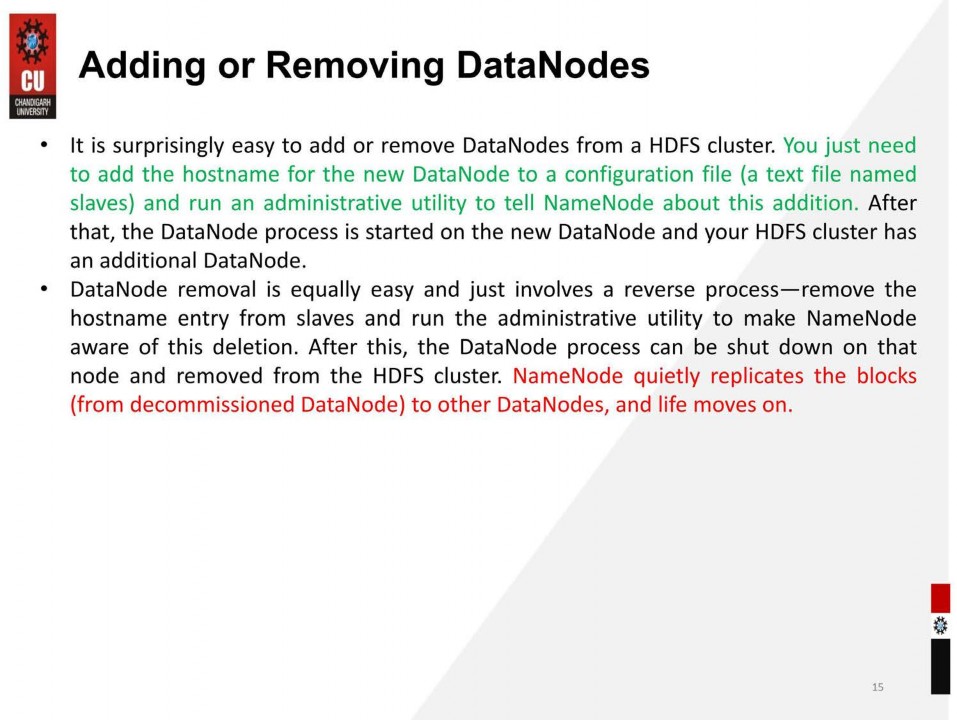 CU
CHANDIGARH
UNIVERSITY
Adding or Removing DataNodes
• It is surprisingly easy to add or remove DataNodes from a HDFS cluster. You just need
to add the hostname for the new DataNode to a configuration file (a text file named
slaves) and run an administrative utility to tell NameNode about this addition. After
that, the DataNode process is started on the new DataNode and your HDFS cluster has
an additional DataNode.
• DataNode removal is equally easy and just involves a reverse process—remove the
hostname entry from slaves and run the administrative utility to make NameNode
aware of this deletion. After this, the DataNode process can be shut down on that
node and removed from the HDFS cluster. NameNode quietly replicates the blocks
(from decommissioned DataNode) to other DataNodes, and life moves on.
15